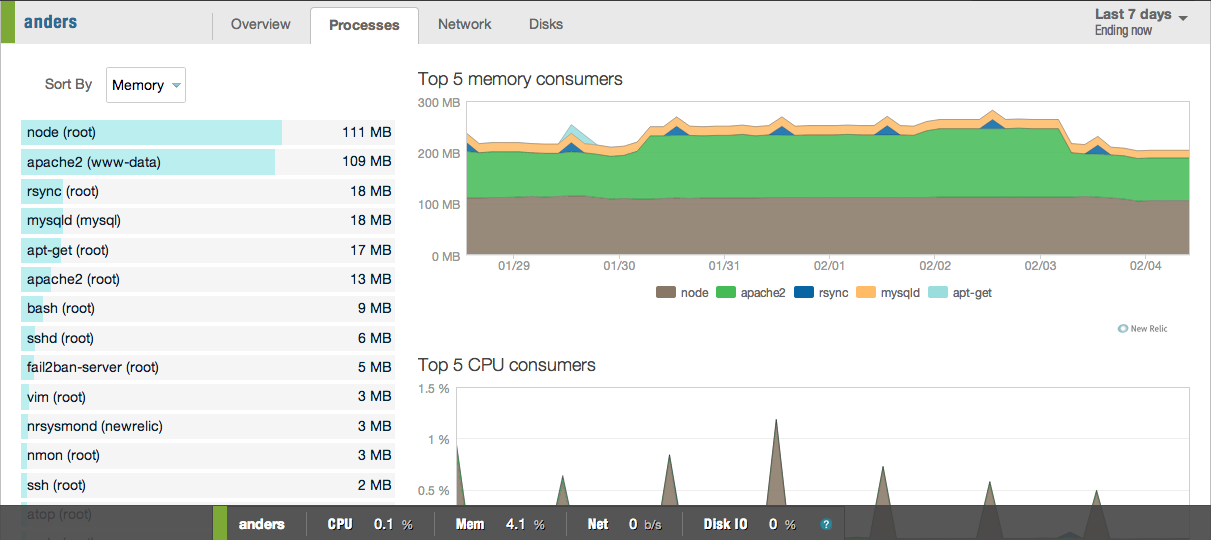 anders
Overview
Processes
Network
Disks
Last 7 days
Ending now
Sort By
Memory
node (root) 111 MB
apache2 (www-data) 109 MB
rsync (root) 18 MB
mysqld (mysql) 18 MB
apt-get (root) 17 MB
apache2 (root) 13 MB
bash (root) 9 MB
sshd (root) 6 MB
fail2ban-server (root) 5 MB
vim (root) 3 MB
nrsysmond (newrelic) 3 MB
nmon (root) 3 MB
ssh (root) 2 MB
atop (root)
Top 5 memory consumers
300 MB
200 MB
100 MB
0 MB
01/29 01/30 01/31 02/01 02/02 02/03 02/04
node apache2 rsync mysqld apt-get
New Relic
Top 5 CPU consumers
1.5 %
1 %
0.5 %
anders CPU 0.1 % Mem 4.1 % Net 0 b/s Disk IO 0 % ?